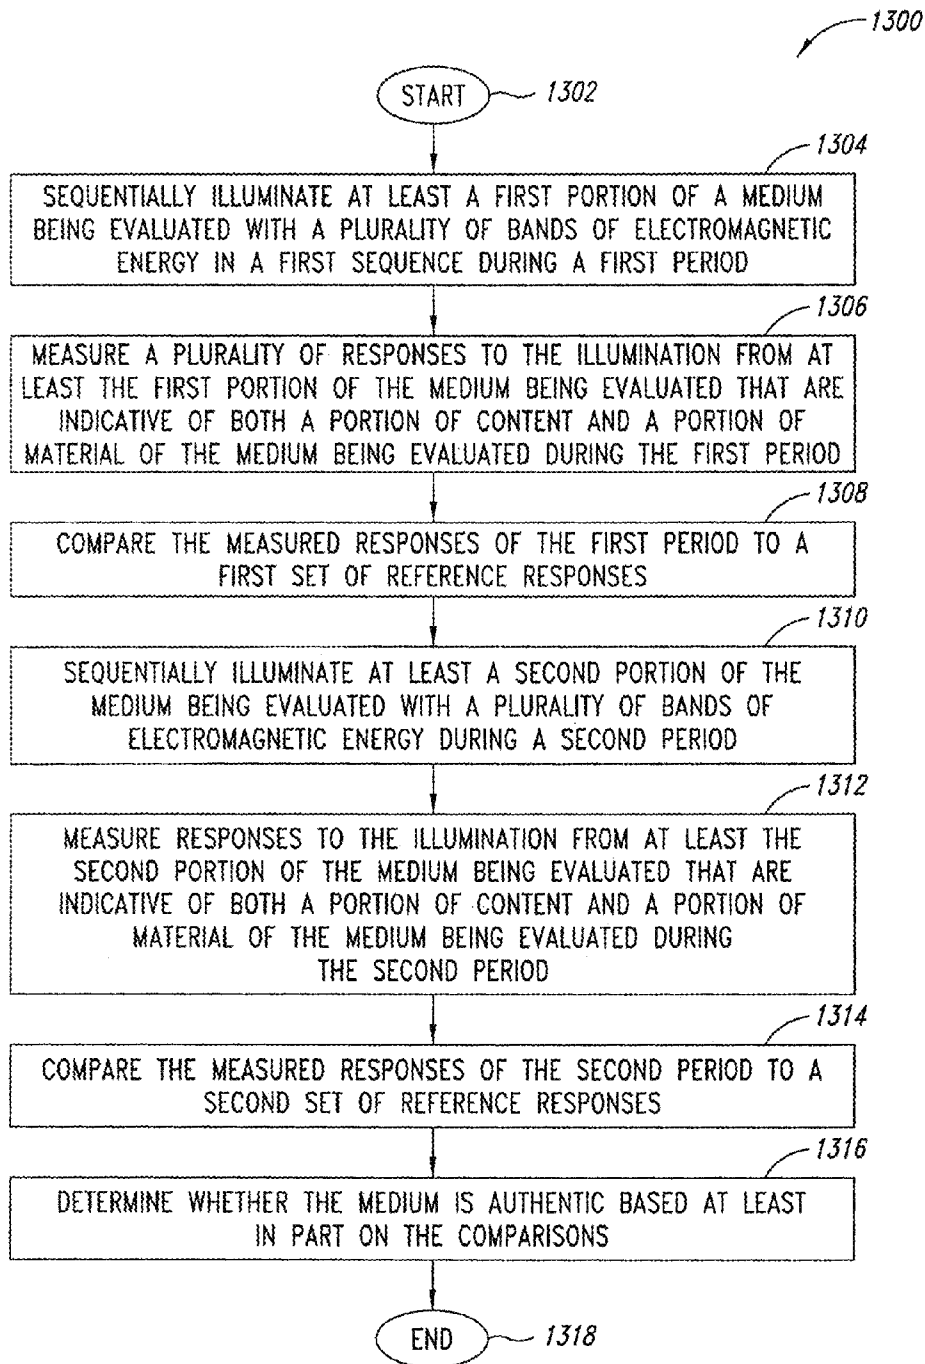 1300
START
1302
1304
SEQUENTIALLY ILLUMINATE AT LEAST A FIRST PORTION OF A MEDIUM
BEING EVALUATED WITH A PLURALITY OF BANDS OF ELECTROMAGNETIC
ENERGY IN A FIRST SEQUENCE DURING A FIRST PERIOD
1306
MEASURE A PLURALITY OF RESPONSES TO THE ILLUMINATION FROM AT
LEAST THE FIRST PORTION OF THE MEDIUM BEING EVALUATED THAT ARE
INDICATIVE OF BOTH A PORTION OF CONTENT AND A PORTION OF
MATERIAL OF THE MEDIUM BEING EVALUATED DURING THE FIRST PERIOD
1308
COMPARE THE MEASURED RESPONSES OF THE FIRST PERIOD TO A
FIRST SET OF REFERENCE RESPONSES
1310
SEQUENTIALLY ILLUMINATE AT LEAST A SECOND PORTION OF THE
MEDIUM BEING EVALUATED WITH A PLURALITY OF BANDS OF
ELECTROMAGNETIC ENERGY DURING A SECOND PERIOD
1312
MEASURE RESPONSES TO THE ILLUMINATION FROM AT LEAST THE
SECOND PORTION OF THE MEDIUM BEING EVALUATED THAT ARE
INDICATIVE OF BOTH A PORTION OF CONTENT AND A PORTION OF
MATERIAL OF THE MEDIUM BEING EVALUATED DURING
THE SECOND PERIOD
1314
COMPARE THE MEASURED RESPONSES OF THE SECOND PERIOD TO A
SECOND SET OF REFERENCE RESPONSES
1316
DETERMINE WHETHER THE MEDIUM IS AUTHENTIC BASED AT LEAST
IN PART ON THE COMPARISONS
END
1318